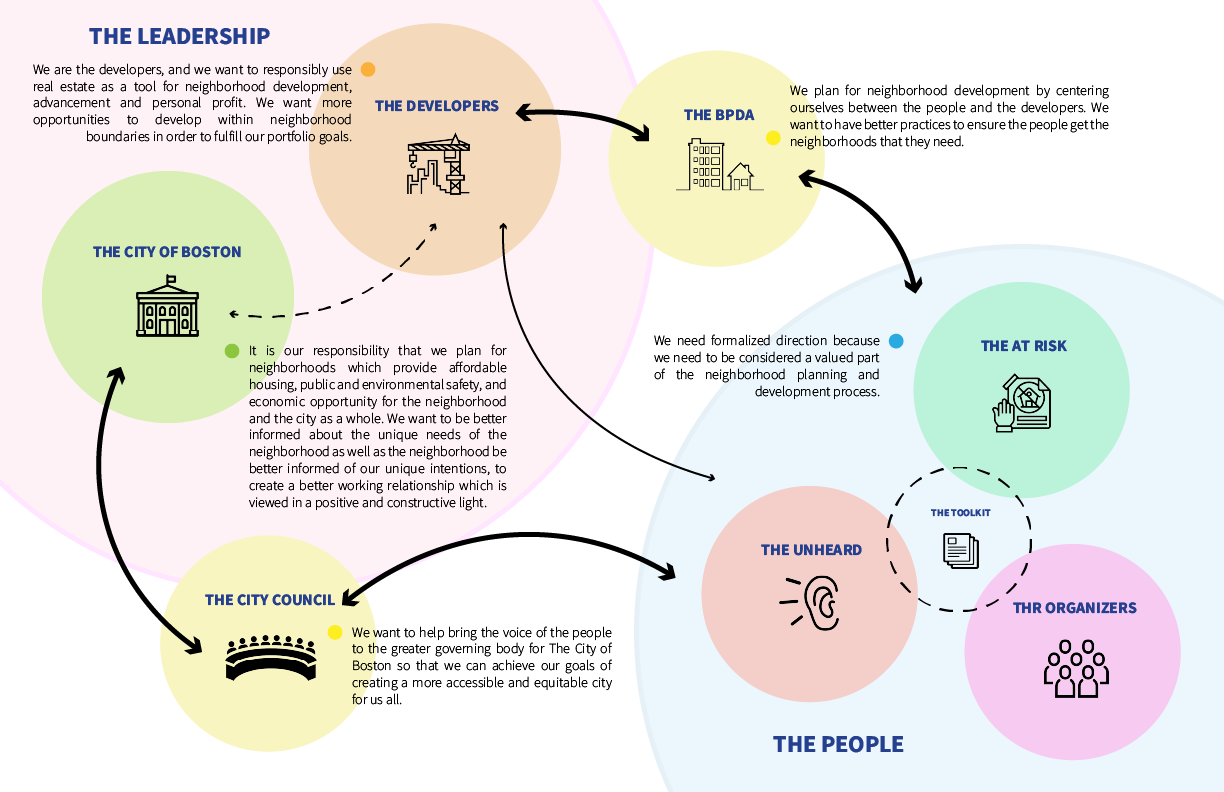 THE LEADERSHIP
We are the developers, and we want to responsibly use
real estate as a tool for neighborhood development,
advancement and personal profit. We want more
opportunities to develop within neighborhood
boundaries in order to fulfill our portfolio goals.
THE DEVELOPERS
THE BPDA
We plan for neighborhood development by centering
ourselves between the people and the developers. We
want to have better practices to ensure the people get the
neighborhoods that they need.
THE CITY OF BOSTON
It is our responsibility that we plan for
neighborhoods which provide affordable
housing, public and environmental safety, and
economic opportunity for the neighborhood
and the city as a whole. We want to be better
informed about the unique needs of the
neighborhood as well as the neighborhood be
better informed of our unique intentions, to
create a better working relationship which is
viewed in a positive and constructive light.
We need formalized direction because
we need to be considered a valued part
of the neighborhood planning and
development process.
THE AT RISK
THE TOOLKIT
THE UNHEARD
THR ORGANIZERS
THE CITY COUNCIL
We want to help bring the voice of the people
to the greater governing body for The City of
Boston so that we can achieve our goals of
creating a more accessible and equitable city
for us all.
THE PEOPLE